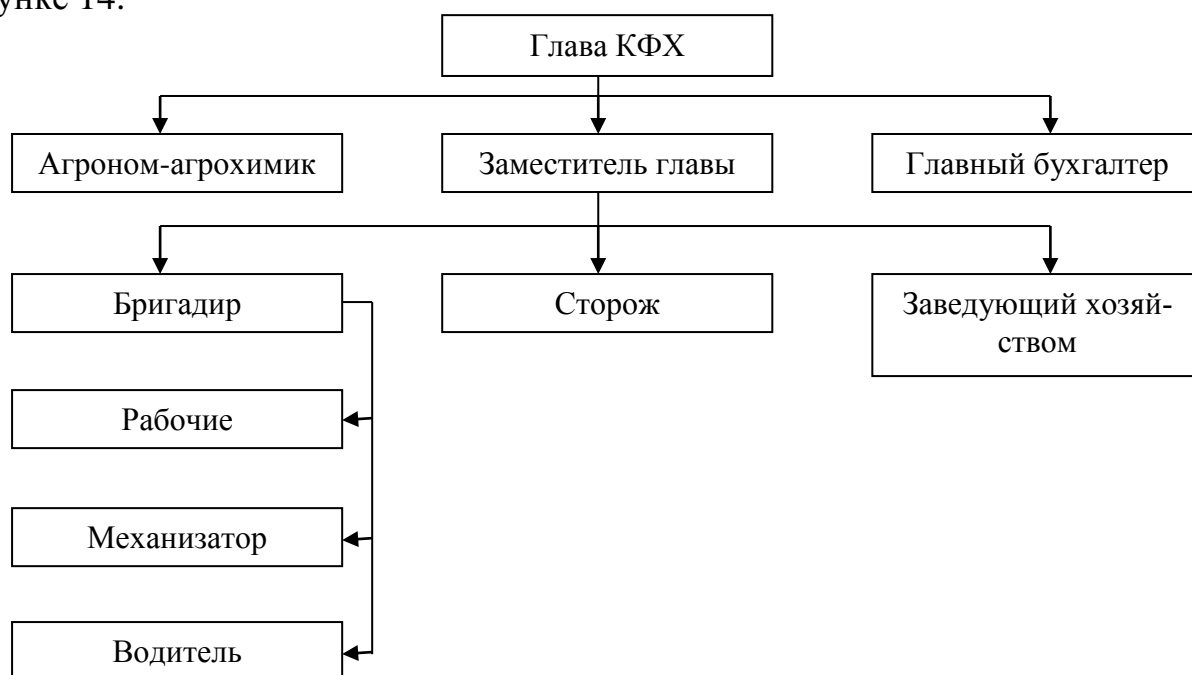 унке 14.
Глава КФХ
Агроном-агрохимик
Заместитель главы
Главный бухгалтер
Бригадир
Сторож
Заведующий хозяй-
ством
Рабочие
Механизатор
Водитель